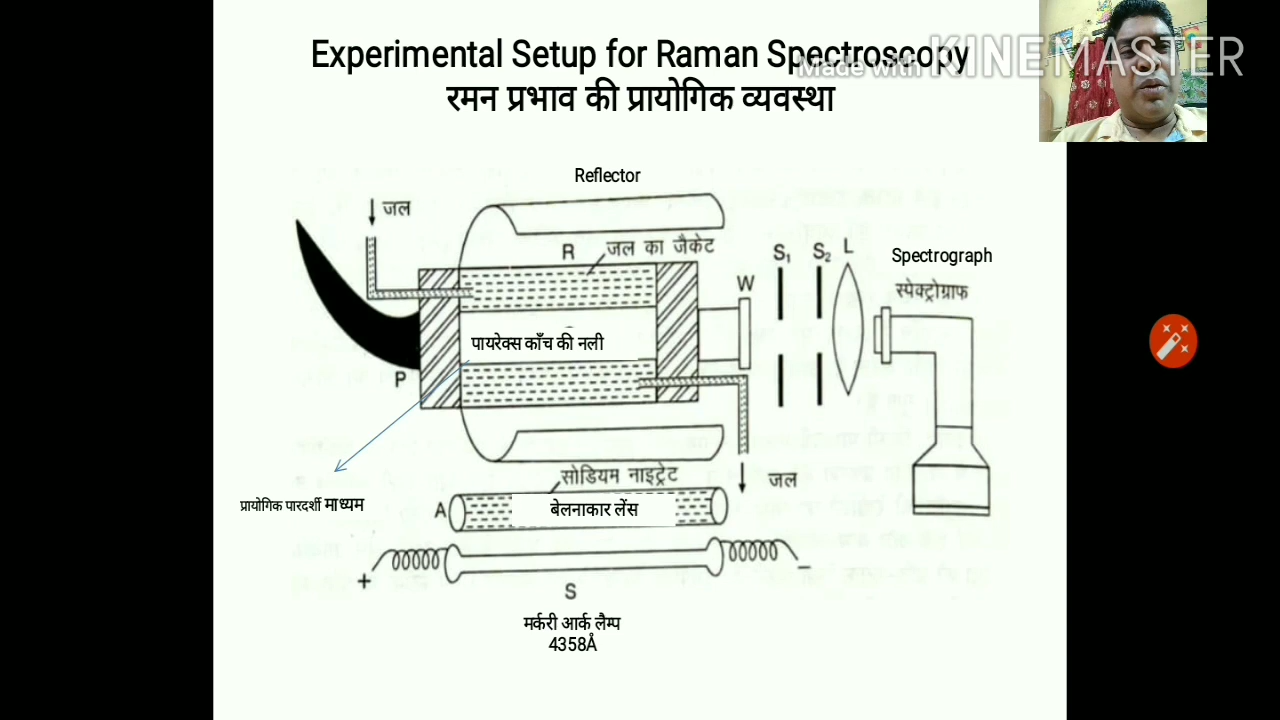 Experimental Setup for Raman Spectroscopy
Made with KINEMASTER
रमन प्रभाव की प्रायोगिक व्यवस्था
Reflector
जल
R
जल का जैकेट
S₁
S₂
L
Spectrograph
स्पेक्ट्रोग्राफ
W
पायरेक्स काँच की नली
P
सोडियम नाइट्रेट
जल
प्रायोगिक पारदर्शी माध्यम
A
बेलनाकार लेंस
+
–
S
मर्करी आर्क लैम्प
4358Å